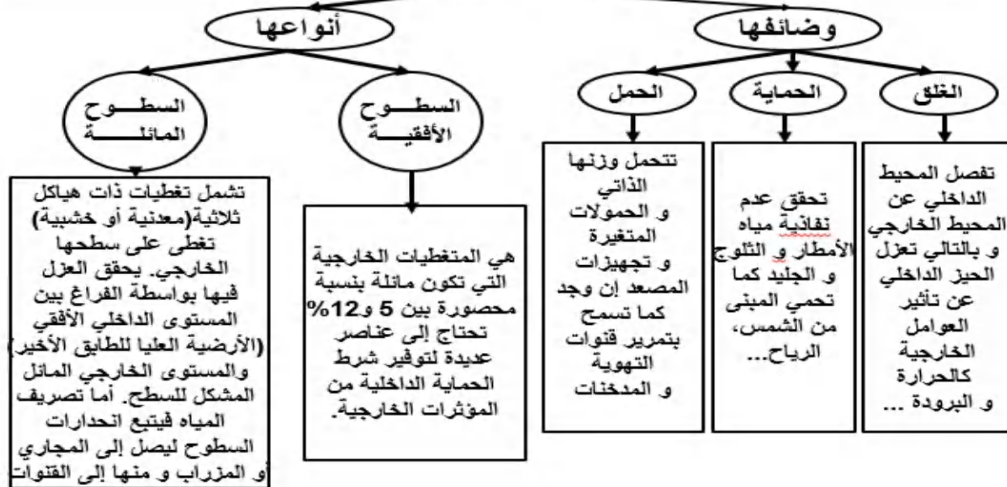 وضائفها
أنواعها
الغلق
الحماية
الحمل
السطوح
الأفقية
السطوح
المائلة
تفصل المحيط
الداخلي عن
المحيط الخارجي
و بالتالي تعزل
الحيز الداخلي
عن تأثير
العوامل
الخارجية
كالحرارة
و البرودة ...
تحقق عدم
نفاذية مياه
الأمطار و الثلوج
و الجليد كما
تحمي المبنى
من الشمس،
الرياح...
تتحمل وزنها
الذاتي
و الحمولات
المتغيرة
و تجهيزات
المصعد إن وجد
كما تسمح
بتمرير قنوات
التهوية
و المدخنات
هي المتغطيات الخارجية
التي تكون مائلة بنسبة
محصورة بين 5 و12%
تحتاج إلى عناصر
عديدة لتوفير شرط
الحماية الداخلية من
المؤثرات الخارجية.
تشمل تغطيات ذات هياكل
ثلاثية(معدنية أو خشبية)
تغطى على سطحها
الخارجي. يحقق العزل
فيها بواسطة الفراغ بين
المستوى الداخلي الأفقي
(الأرضية العليا للطابق الأخير)
والمستوى الخارجي المائل
المشكل للسطح. أما تصريف
المياه فيتبع انحدارات
السطوح ليصل إلى المجاري
أو المزراب و منها إلى القنوات